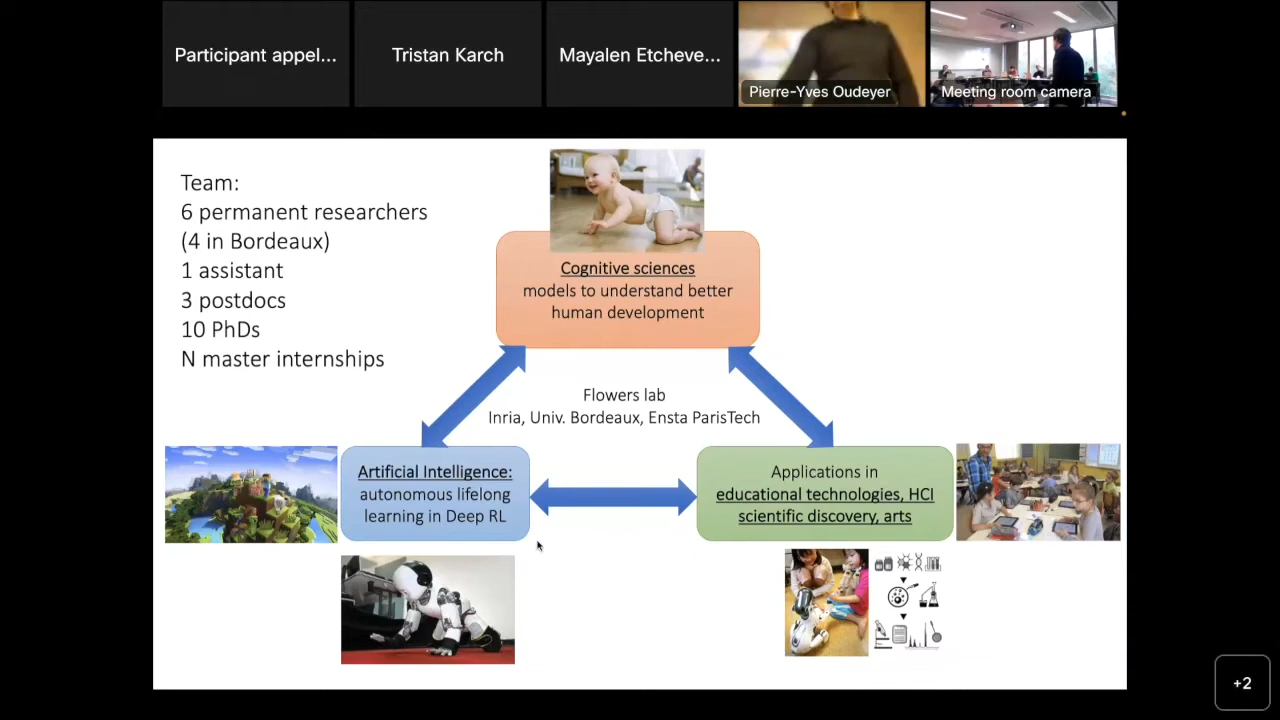 Participant appel...
Tristan Karch
Mayalen Etcheve...
Pierre-Yves Oudeyer
Meeting room camera
Team:
6 permanent researchers
(4 in Bordeaux)
1 assistant
3 postdocs
10 PhDs
N master internships
Cognitive sciences
models to understand better
human development
Flowers lab
Inria, Univ. Bordeaux, Ensta ParisTech
Artificial Intelligence:
autonomous lifelong
learning in Deep RL
Applications in
educational technologies, HCI
scientific discovery, arts
+2